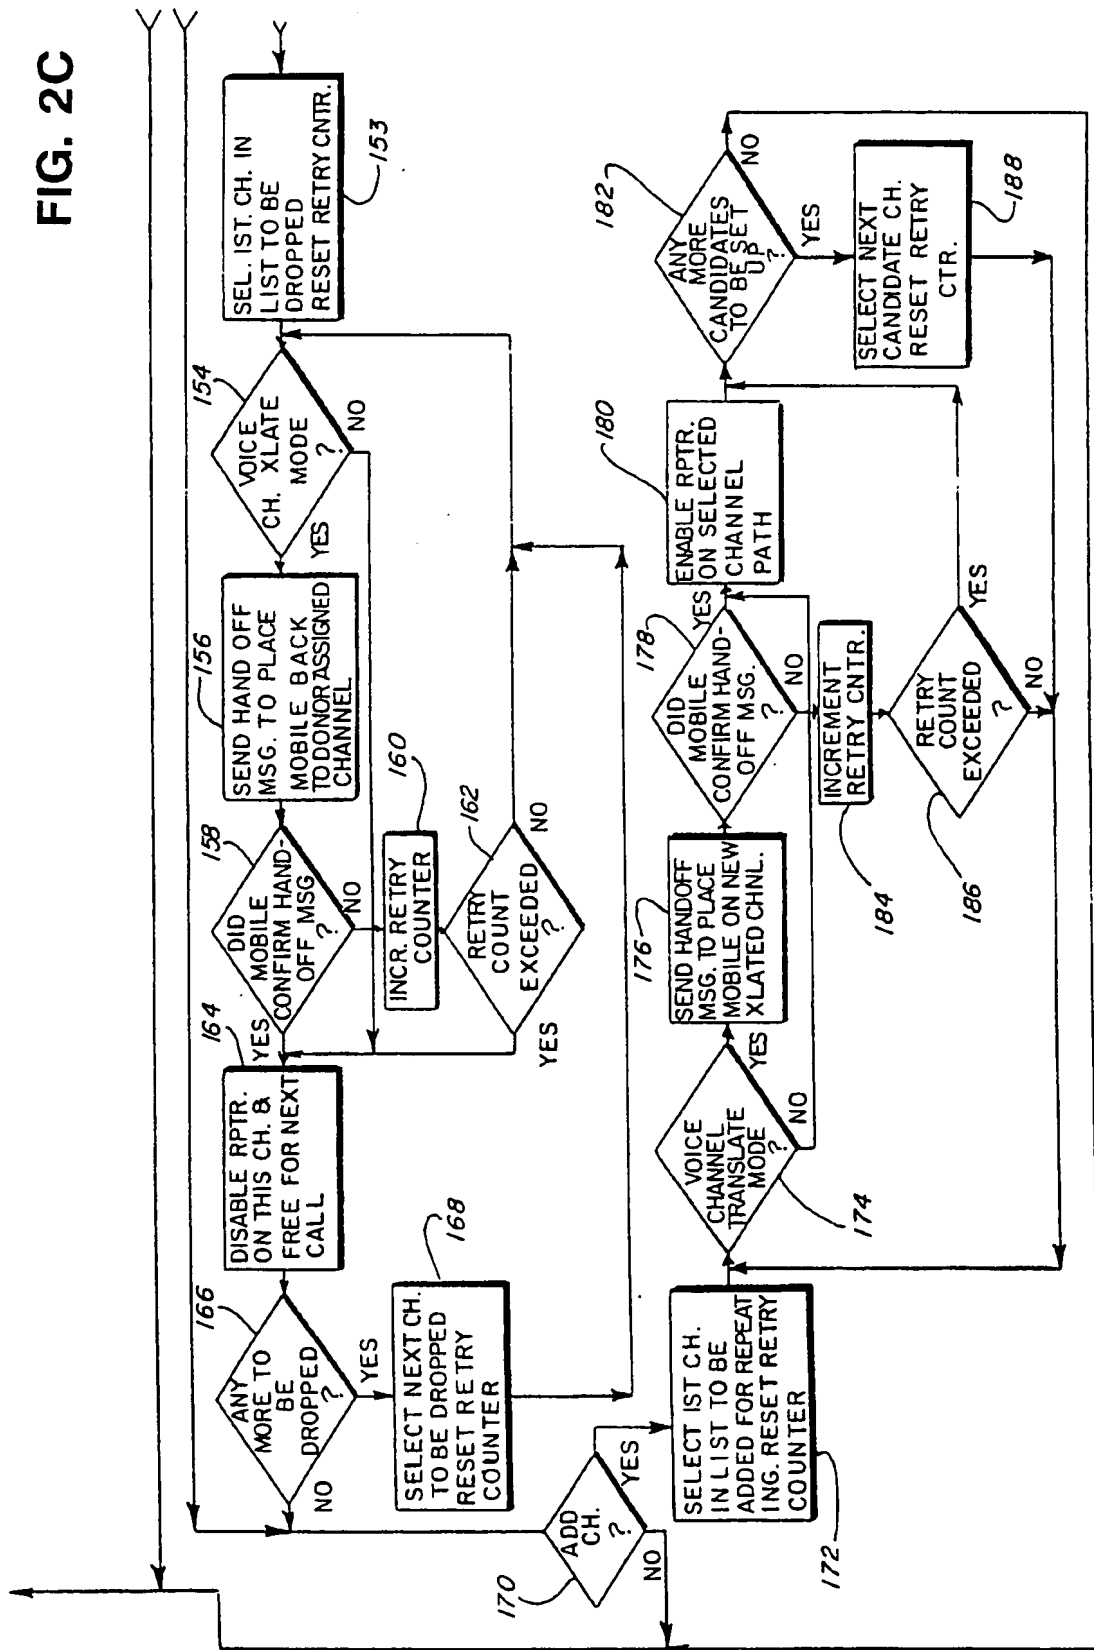 FIG. 2C
SEL. IST. CH. IN
LIST TO BE
DROPPED
RESET RETRY CNTR.
153
154
VOICE
CH. XLATE
MODE
?
NO
YES
156
SEND HAND OFF
MSG. TO PLACE
MOBILE BACK
TO DONOR ASSIGNED
CHANNEL
158
DID
MOBILE
CONFIRM HAND-
OFF MSG
?
NO
YES
160
INCR. RETRY
COUNTER
162
RETRY
COUNT
EXCEEDED
?
NO
YES
164
DISABLE RPTR.
ON THIS CH. &
FREE FOR NEXT
CALL
166
ANY
MORE TO
BE
DROPPED
?
YES
NO
168
SELECT NEXT CH.
TO BE DROPPED
RESET RETRY
COUNTER
170
ADD
CH.
?
YES
NO
172
SELECT IST CH.
IN LIST TO BE
ADDED FOR REPEAT
ING. RESET RETRY
COUNTER
174
VOICE
CHANNEL
TRANSLATE
MODE
?
YES
NO
176
SEND HANDOFF
MSG. TO PLACE
MOBILE ON NEW
XLATED CHNL.
178
DID
MOBILE
CONFIRM HAND-
OFF MSG.
?
YES
NO
180
ENABLE RPTR.
ON SELECTED
CHANNEL
PATH
182
ANY
MORE
CANDIDATES
TO BE SET
UP
?
NO
YES
184
INCREMENT
RETRY CNTR.
186
RETRY
COUNT
EXCEEDED
?
YES
NO
188
SELECT NEXT
CANDIDATE CH.
RESET RETRY
CTR.